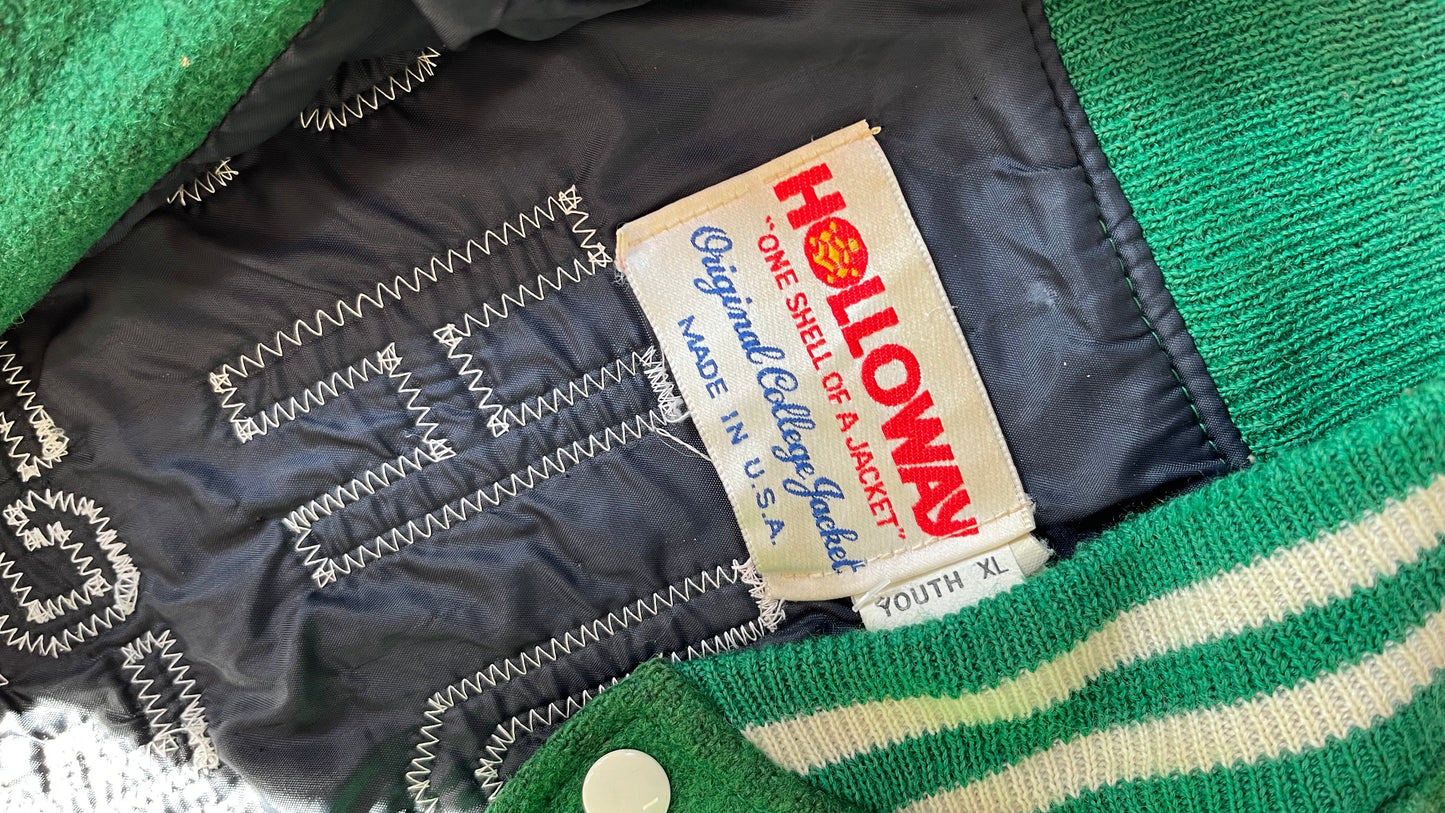 HOLLOWAY
"ONE SHELL OF A JACKET"
Original College Jacket
MADE IN U.S.A.
YOUTH XL